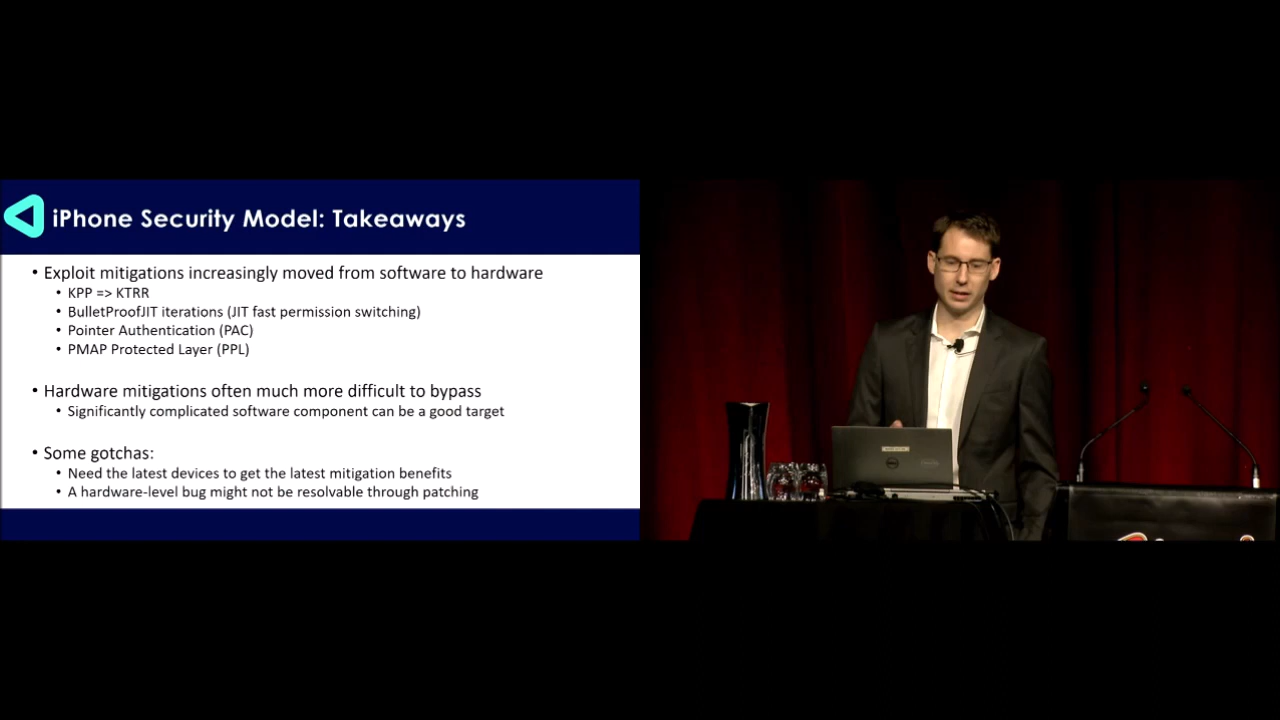 iPhone Security Model: Takeaways
• Exploit mitigations increasingly moved from software to hardware
• KPP => KTRR
• BulletProofJIT iterations (JIT fast permission switching)
• Pointer Authentication (PAC)
• PMAP Protected Layer (PPL)
• Hardware mitigations often much more difficult to bypass
• Significantly complicated software component can be a good target
• Some gotchas:
• Need the latest devices to get the latest mitigation benefits
• A hardware-level bug might not be resolvable through patching